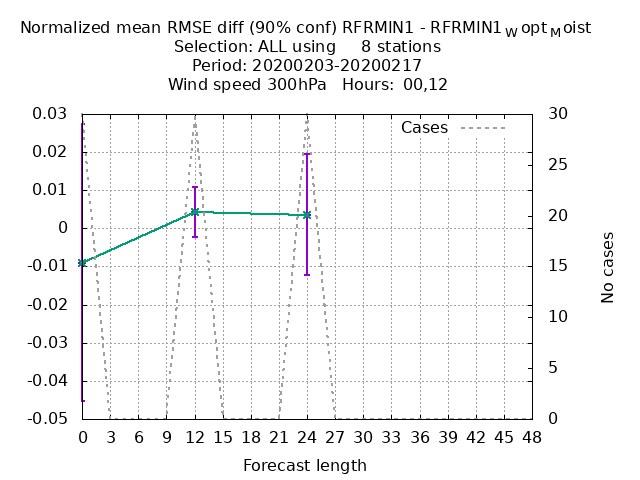 Normalized mean RMSE diff (90% conf) RFRMIN1 - RFRMIN1WoptMoist
Selection: ALL using     8 stations
Period: 20200203-20200217
Wind speed 300hPa   Hours: 00,12
Cases
0.03
0.02
0.01
0
-0.01
-0.02
-0.03
-0.04
-0.05
30
25
20
15
10
5
0
No cases
0 3 6 9 12 15 18 21 24 27 30 33 36 39 42 45 48
Forecast length